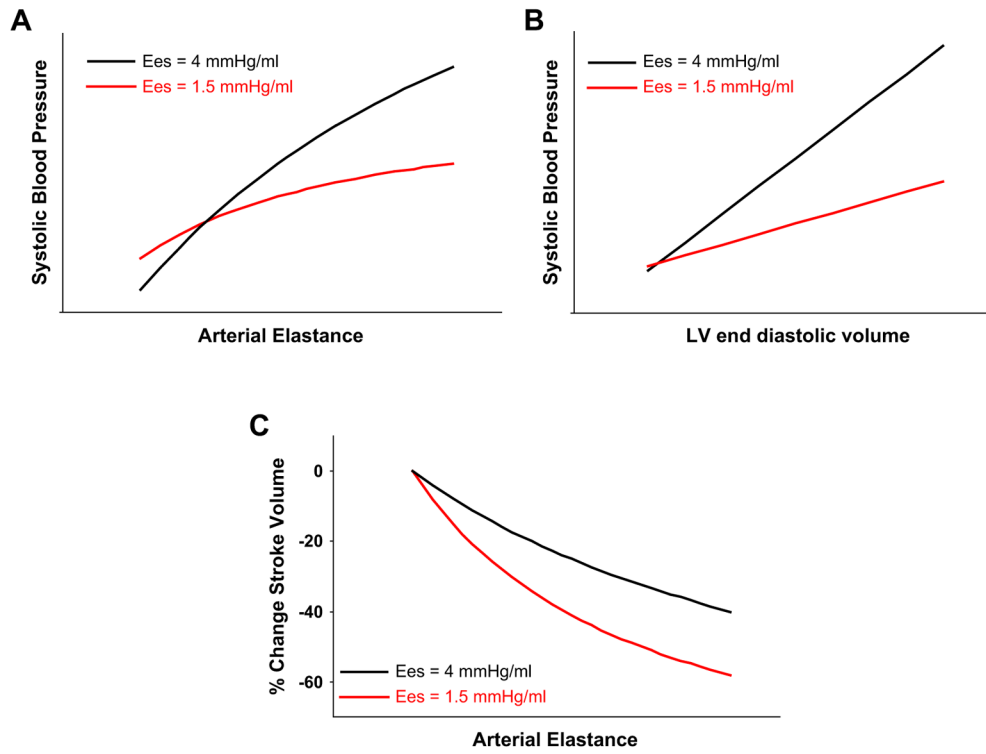 A
Ees = 4 mmHg/ml
Ees = 1.5 mmHg/ml
Systolic Blood Pressure
Arterial Elastance
B
Ees = 4 mmHg/ml
Ees = 1.5 mmHg/ml
Systolic Blood Pressure
LV end diastolic volume
C
0
-20
-40
-60
% Change Stroke Volume
Ees = 4 mmHg/ml
Ees = 1.5 mmHg/ml
Arterial Elastance